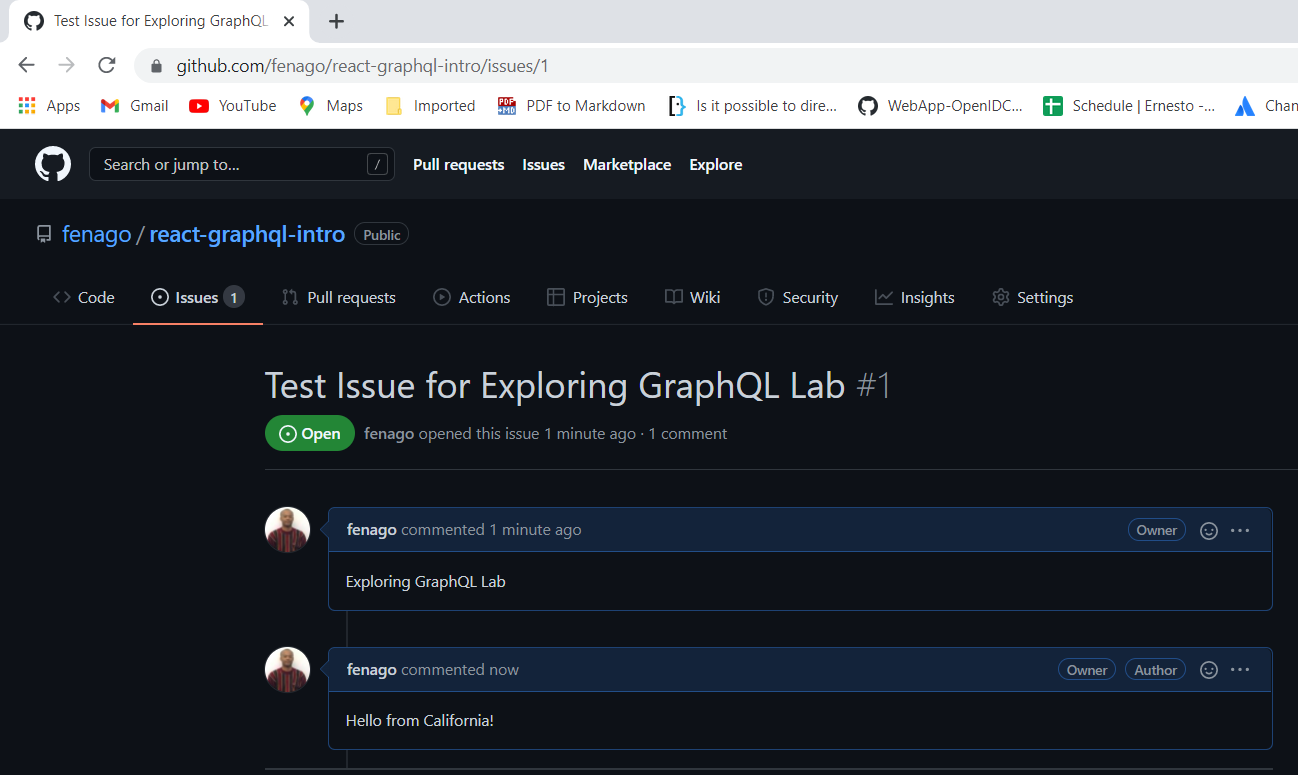 Test Issue for Exploring GraphQL
github.com/fenago/react-graphql-intro/issues/1
Apps Gmail YouTube Maps Imported PDF to Markdown Is it possible to dire... WebApp-OpenIDC... Schedule | Ernesto -... Chan
Search or jump to... / Pull requests Issues Marketplace Explore
fenago / react-graphql-intro Public
Code Issues 1 Pull requests Actions Projects Wiki Security Insights Settings
Test Issue for Exploring GraphQL Lab #1
Open fenago opened this issue 1 minute ago · 1 comment
fenago commented 1 minute ago Owner
Exploring GraphQL Lab
fenago commented now Owner Author
Hello from California!